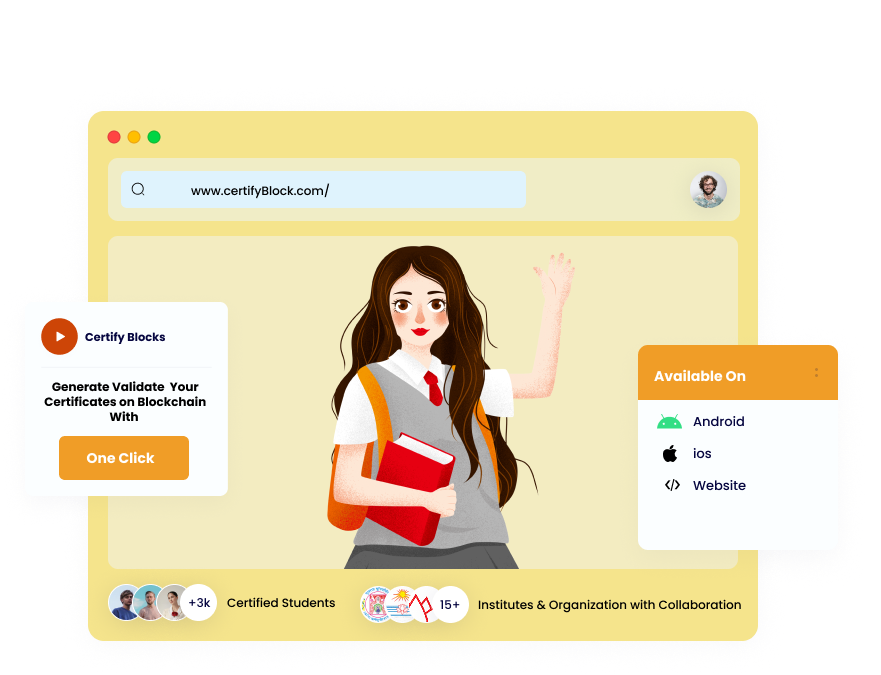 www.certifyBlock.com/
Certify Blocks
Generate Validate  Your
Certificates on Blockchain
With
One Click
Available On
Android
ios
Website
+3k
Certified Students
15+
Institutes & Organization with Collaboration